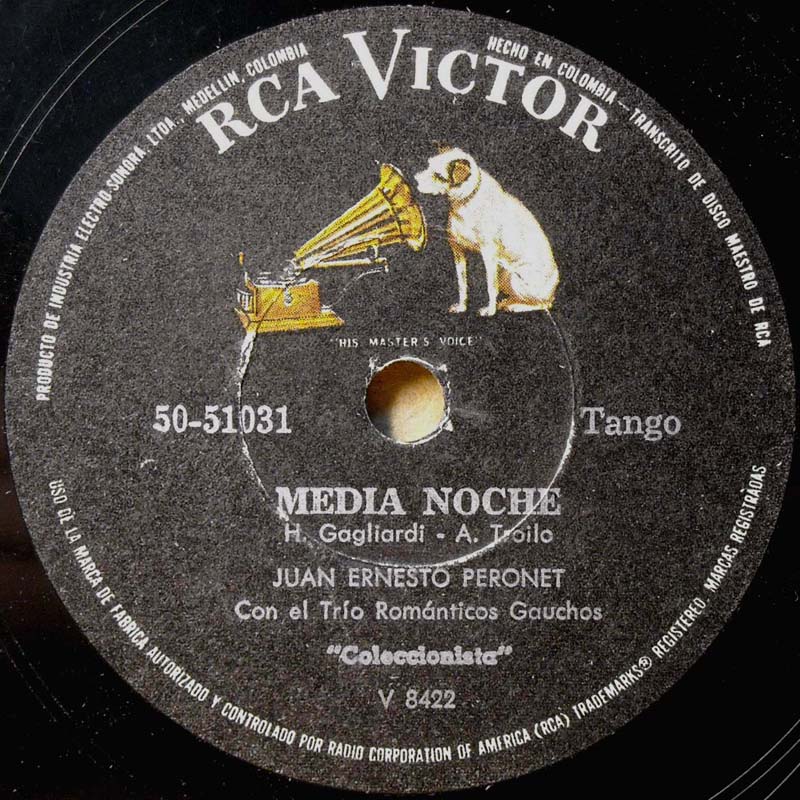 PRODUCTO DE INDUSTRIA ELECTRO-SONORA, LTDA., MEDELLIN, COLOMBIA
HECHO EN COLOMBIA — TRANSCRITO DE DISCO MAESTRO DE RCA
RCA VICTOR
"HIS MASTER'S VOICE"
50-51031
Tango
MEDIA NOCHE
H. Gagliardi - A. Troilo
JUAN ERNESTO PERONET
Con el Trío Románticos Gauchos
"Coleccionista"
V 8422
USO DE LA MARCA DE FABRICA AUTORIZADO Y CONTROLADO POR RADIO CORPORATION OF AMERICA (RCA) TRADEMARKS® REGISTERED. MARCAS REGISTRADAS